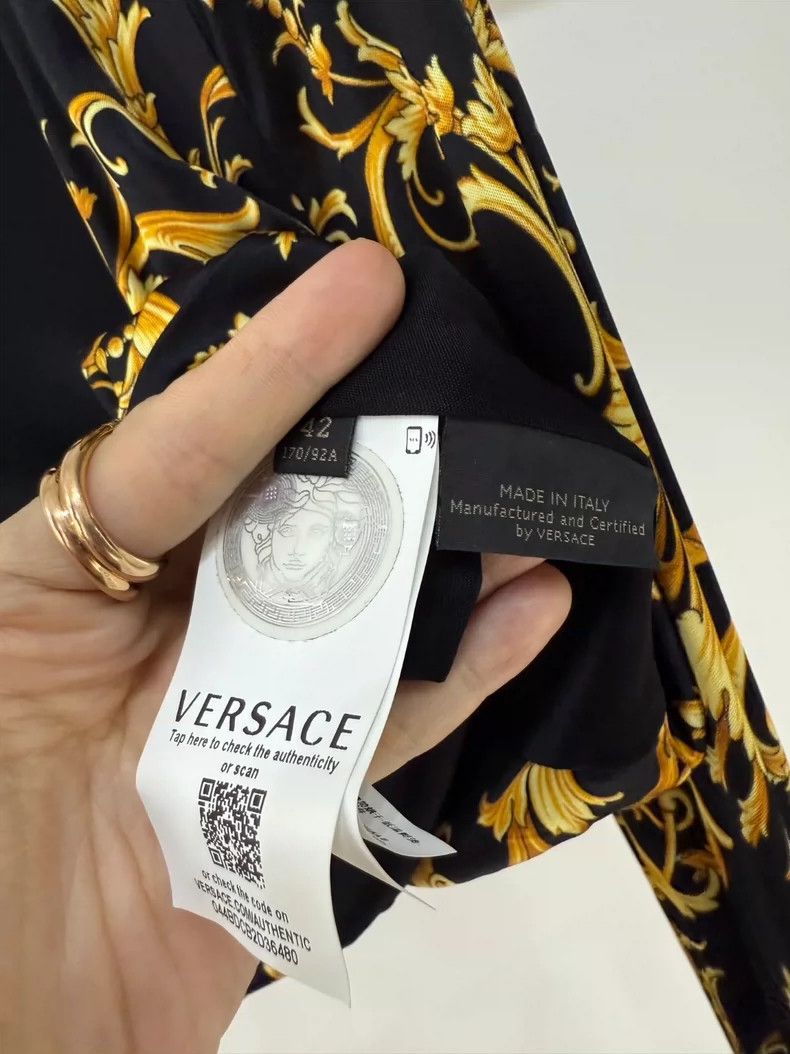 42
170/92A
MADE IN ITALY
Manufactured and Certified
by VERSACE
VERSACE
Tap here to check the authenticity
or scan
or check the code on
VERSACE.COM/AUTHENTIC
044BDCB2D36480